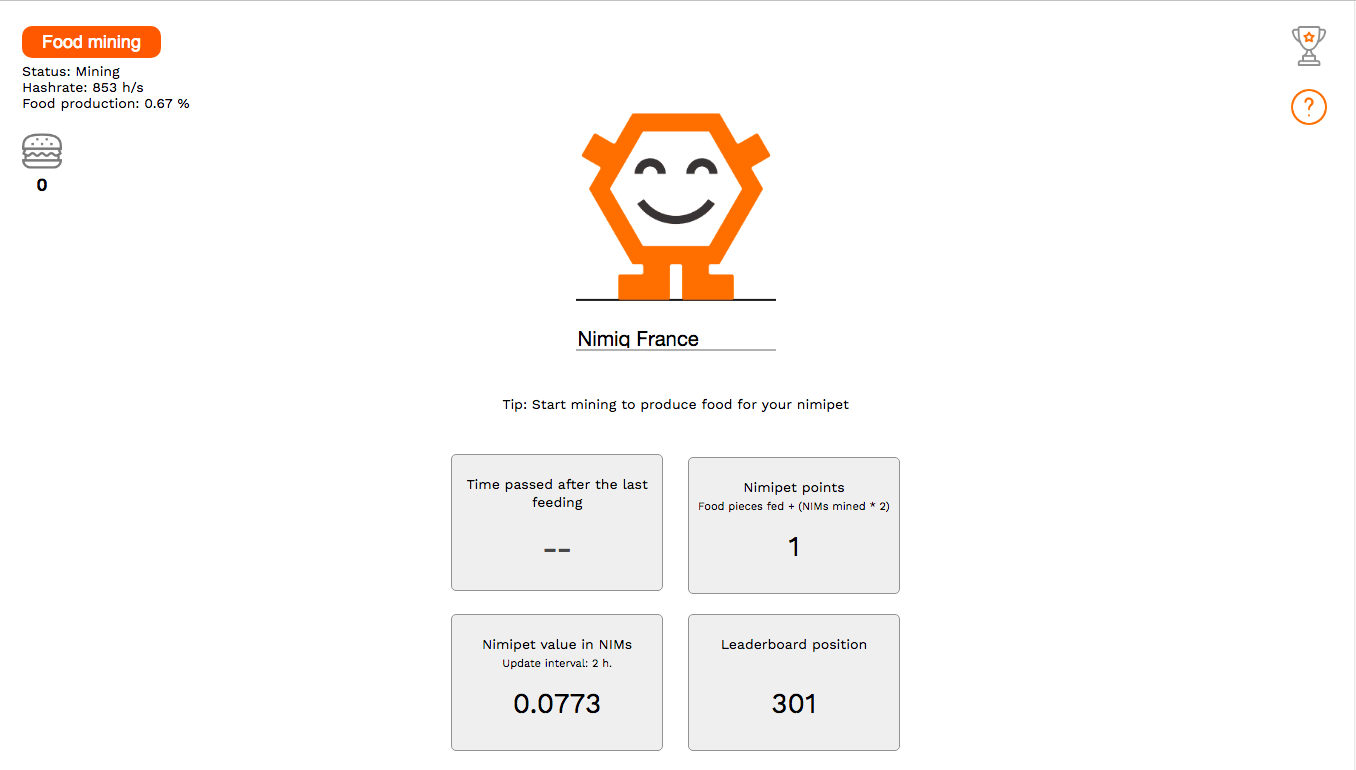 Food mining
Status: Mining
Hashrate: 853 h/s
Food production: 0.67 %
0
?
Nimiq France
Tip: Start mining to produce food for your nimipet
Time passed after the last
feeding
--
Nimipet points
Food pieces fed + (NIMs mined * 2)
1
Nimipet value in NIMs
Update interval: 2 h.
0.0773
Leaderboard position
301